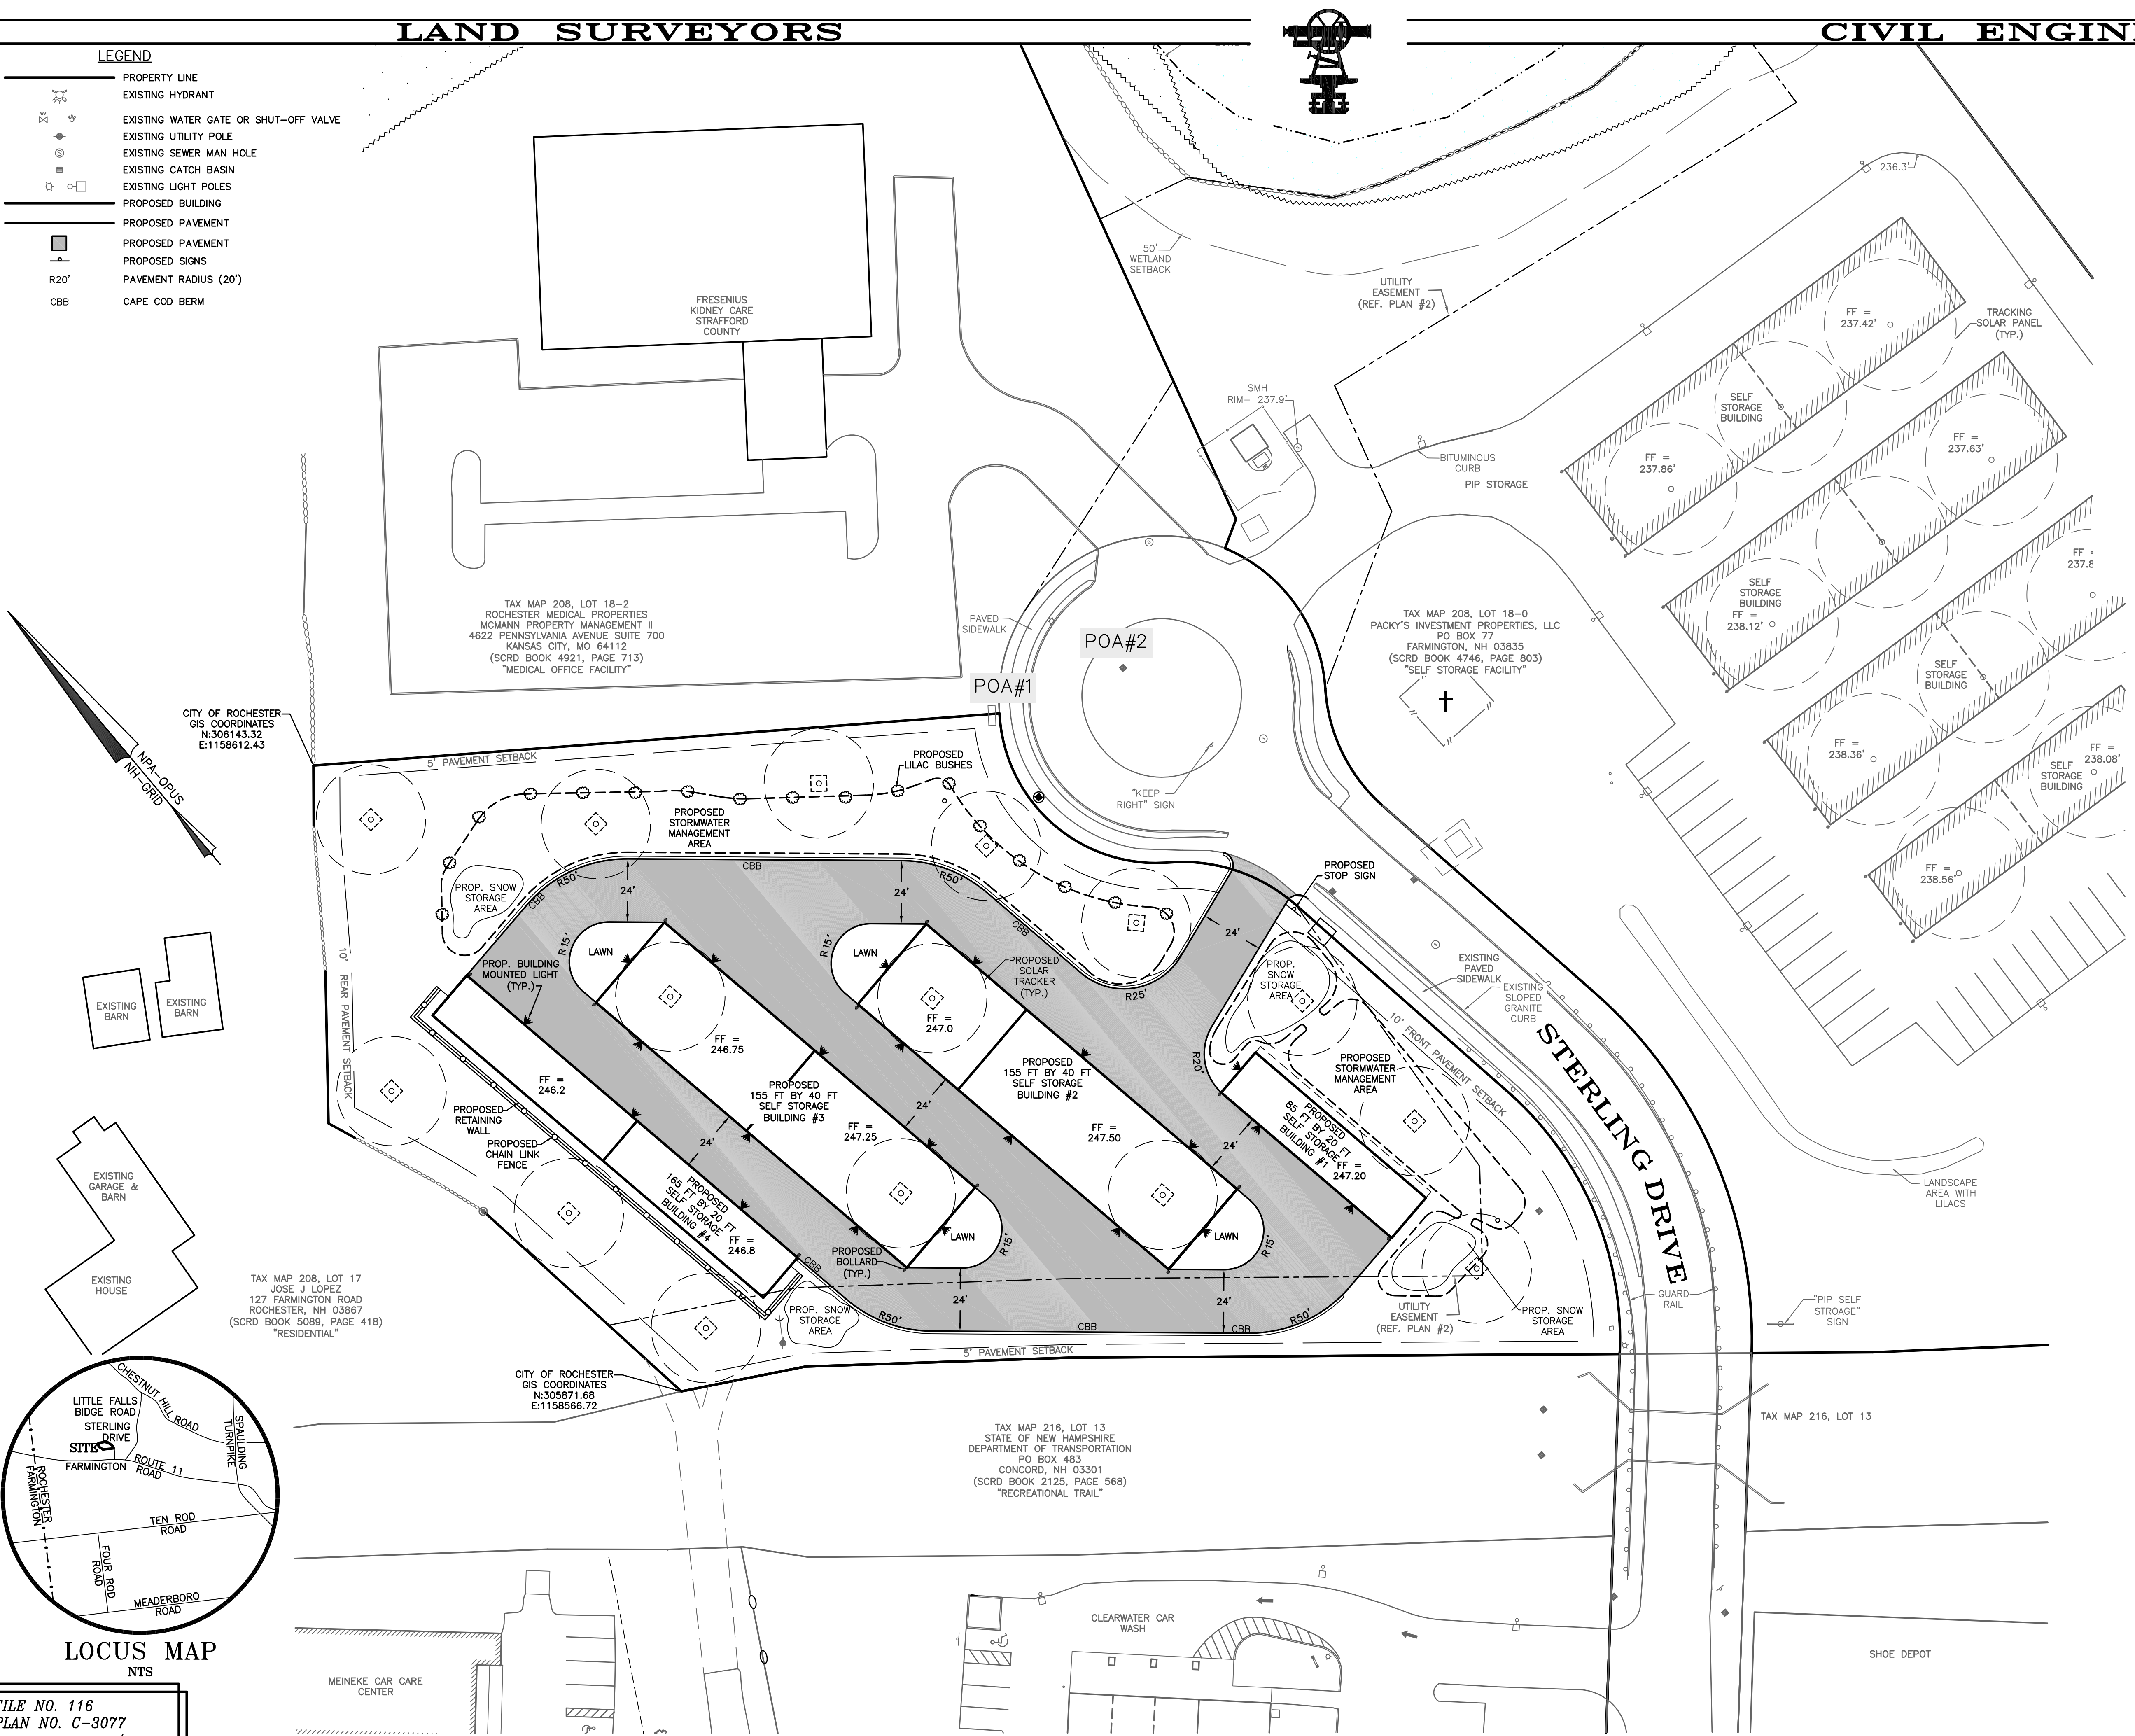 LAND SURVEYORS
CIVIL ENGIN
LEGEND
PROPERTY LINE
EXISTING HYDRANT
EXISTING WATER GATE OR SHUT-OFF VALVE
EXISTING UTILITY POLE
EXISTING SEWER MAN HOLE
EXISTING CATCH BASIN
EXISTING LIGHT POLES
PROPOSED BUILDING
PROPOSED PAVEMENT
PROPOSED PAVEMENT
PROPOSED SIGNS
R20' PAVEMENT RADIUS (20')
CBB CAPE COD BERM
FRESENIUS
KIDNEY CARE
STRAFFORD
COUNTY
50'
WETLAND
SETBACK
UTILITY
EASEMENT
(REF. PLAN #2)
236.3'
FF =
237.42'
TRACKING
SOLAR PANEL
(TYP.)
SMH
RIM= 237.9'
SELF
STORAGE
BUILDING
FF =
237.86'
FF =
237.63'
BITUMINOUS
CURB
PIP STORAGE
FF =
237.8
SELF
STORAGE
BUILDING
FF =
238.12'
SELF
STORAGE
BUILDING
FF =
238.36'
FF =
238.08'
SELF
STORAGE
BUILDING
FF =
238.56'
TAX MAP 208, LOT 18-2
ROCHESTER MEDICAL PROPERTIES
MCMANN PROPERTY MANAGEMENT II
4622 PENNSYLVANIA AVENUE SUITE 700
KANSAS CITY, MO 64112
(SCRD BOOK 4921, PAGE 713)
"MEDICAL OFFICE FACILITY"
PAVED
SIDEWALK
POA#2
POA#1
TAX MAP 208, LOT 18-0
PACKY'S INVESTMENT PROPERTIES, LLC
PO BOX 77
FARMINGTON, NH 03835
(SCRD BOOK 4746, PAGE 803)
"SELF STORAGE FACILITY"
"KEEP
RIGHT" SIGN
CITY OF ROCHESTER
GIS COORDINATES
N:306143.32
E:1158612.43
NPA-OPUS
NH-GRID
5' PAVEMENT SETBACK
PROPOSED
LILAC BUSHES
PROPOSED
STORMWATER
MANAGEMENT
AREA
PROPOSED
STOP SIGN
PROP. SNOW
STORAGE
AREA
R50'
CBB
CBB
24'
24'
R50'
CBB
24'
R15'
LAWN
R15'
LAWN
PROP. BUILDING
MOUNTED LIGHT
(TYP.)
PROPOSED
SOLAR
TRACKER
(TYP.)
R25'
PROP.
SNOW
STORAGE
AREA
EXISTING
PAVED
SIDEWALK
EXISTING
SLOPED
GRANITE
CURB
10' REAR PAVEMENT SETBACK
10' FRONT PAVEMENT SETBACK
STERLING DRIVE
EXISTING
BARN
EXISTING
BARN
FF =
246.75
FF =
247.0
R20'
PROPOSED
STORMWATER
MANAGEMENT
AREA
FF =
246.2
PROPOSED
155 FT BY 40 FT
SELF STORAGE
BUILDING #3
PROPOSED
155 FT BY 40 FT
SELF STORAGE
BUILDING #2
PROPOSED
85 FT BY 20 FT
SELF STORAGE
BUILDING #1
FF =
247.20
PROPOSED
RETAINING
WALL
PROPOSED
CHAIN LINK
FENCE
24'
24'
24'
FF =
247.25
FF =
247.50
PROPOSED
165 FT BY 20 FT
SELF STORAGE
BUILDING #4
FF =
246.8
EXISTING
GARAGE &
BARN
EXISTING
HOUSE
LANDSCAPE
AREA WITH
LILACS
LAWN
R15'
LAWN
R15'
PROPOSED
BOLLARD
(TYP.)
CBB
24'
24'
R50'
CBB
CBB
R50'
PROP. SNOW
STORAGE
AREA
UTILITY
EASEMENT
(REF. PLAN #2)
PROP. SNOW
STORAGE
AREA
GUARD
RAIL
"PIP SELF
STROAGE"
SIGN
5' PAVEMENT SETBACK
TAX MAP 208, LOT 17
JOSE J LOPEZ
127 FARMINGTON ROAD
ROCHESTER, NH 03867
(SCRD BOOK 5089, PAGE 418)
"RESIDENTIAL"
CITY OF ROCHESTER
GIS COORDINATES
N:305871.68
E:1158566.72
TAX MAP 216, LOT 13
STATE OF NEW HAMPSHIRE
DEPARTMENT OF TRANSPORTATION
PO BOX 483
CONCORD, NH 03301
(SCRD BOOK 2125, PAGE 568)
"RECREATIONAL TRAIL"
TAX MAP 216, LOT 13
CHESTNUT HILL ROAD
LITTLE FALLS
BIDGE ROAD
STERLING
DRIVE
SITE
SPAULDING
TURNPIKE
FARMINGTON ROAD
ROUTE 11
ROCHESTER
FARMINGTON
TEN ROD
ROAD
FOUR ROD
ROAD
MEADERBORO
ROAD
LOCUS MAP
NTS
FILE NO. 116
PLAN NO. C-3077
MEINEKE CAR CARE
CENTER
CLEARWATER CAR
WASH
SHOE DEPOT